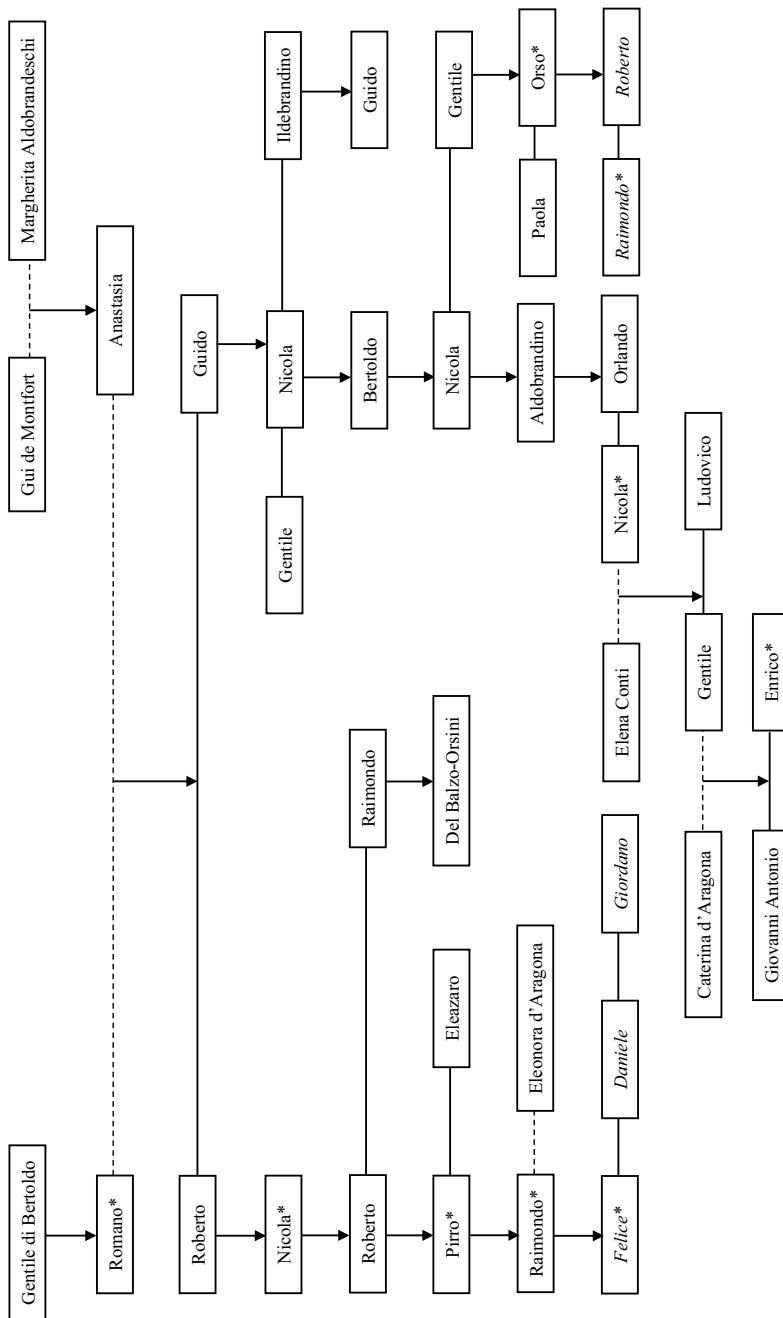 Gentile di Bertoldo
Gui de Montfort
Margherita Aldobrandeschi
Romano*
Anastasia
Roberto
Guido
Nicola*
Gentile
Nicola
Ildebrandino
Roberto
Raimondo
Bertoldo
Guido
Pirro*
Eleazaro
Del Balzo-Orsini
Nicola
Gentile
Raimondo*
Eleonora d'Aragona
Aldobrandino
Paola
Orso*
Felice*
Daniele
Giordano
Elena Conti
Nicola*
Orlando
Raimondo*
Roberto
Caterina d'Aragona
Gentile
Ludovico
Giovanni Antonio
Enrico*